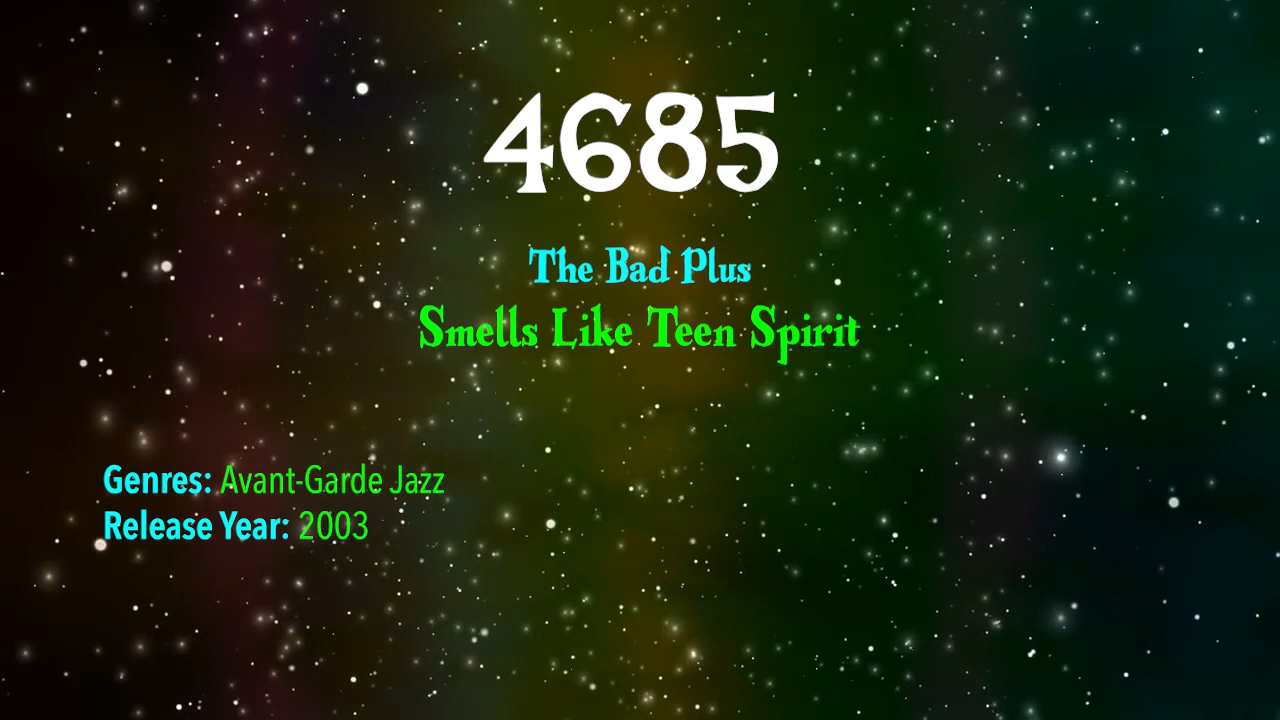 4685
The Bad Plus
Smells Like Teen Spirit
Genres: Avant-Garde Jazz
Release Year: 2003